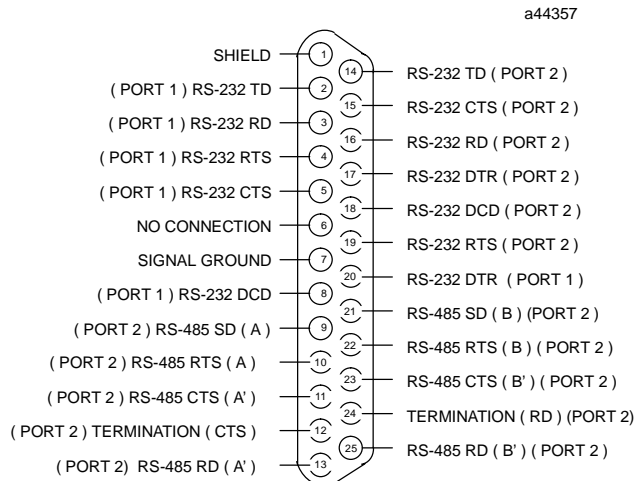 a44357
SHIELD
( PORT 1 ) RS-232 TD
( PORT 1 ) RS-232 RD
( PORT 1 ) RS-232 RTS
( PORT 1 ) RS-232 CTS
NO CONNECTION
SIGNAL GROUND
( PORT 1 ) RS-232 DCD
( PORT 2 ) RS-485 SD ( A )
( PORT 2 ) RS-485 RTS ( A )
( PORT 2 ) RS-485 CTS ( A' )
( PORT 2 ) TERMINATION ( CTS )
( PORT 2) RS-485 RD ( A' )
1
2
3
4
5
6
7
8
9
10
11
12
13
14
15
16
17
18
19
20
21
22
23
24
25
RS-232 TD ( PORT 2 )
RS-232 CTS ( PORT 2 )
RS-232 RD ( PORT 2 )
RS-232 DTR ( PORT 2 )
RS-232 DCD ( PORT 2 )
RS-232 RTS ( PORT 2 )
RS-232 DTR ( PORT 1 )
RS-485 SD ( B ) (PORT 2 )
RS-485 RTS ( B ) ( PORT 2 )
RS-485 CTS ( B' ) ( PORT 2 )
TERMINATION ( RD ) (PORT 2)
RS-485 RD ( B' ) ( PORT 2 )